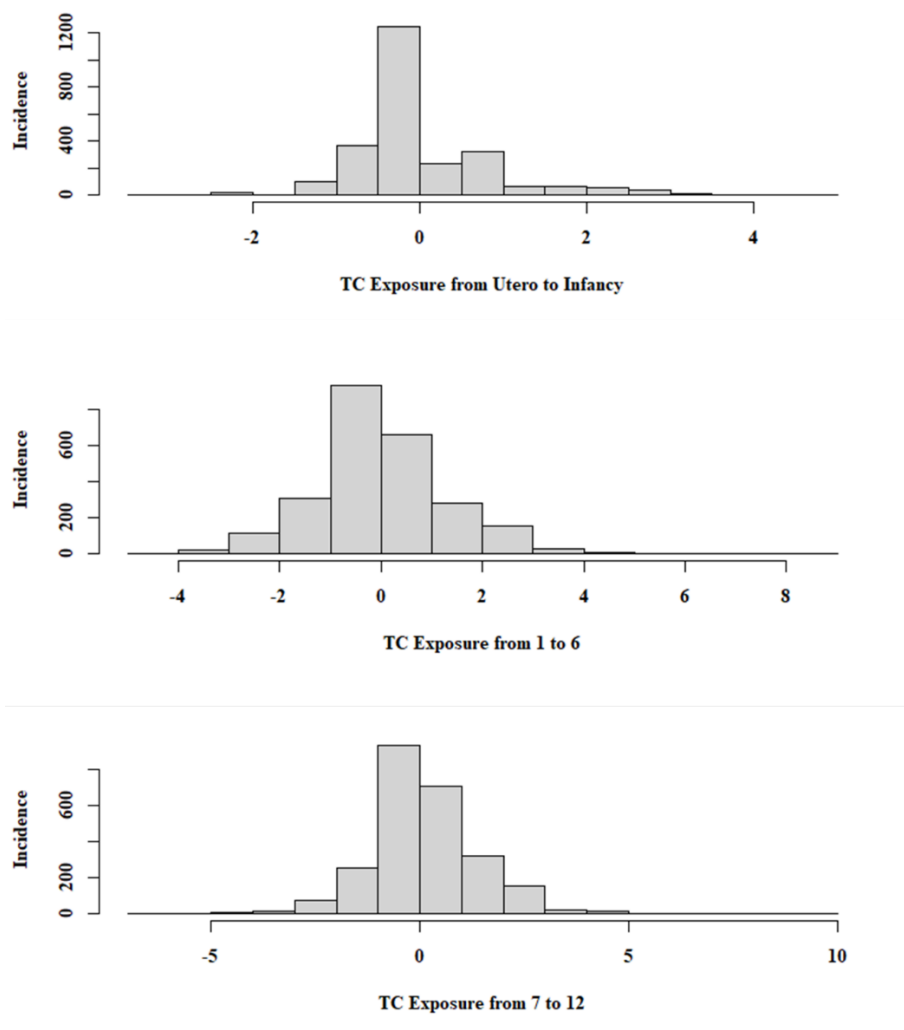 Incidence
1200
800
400
0
-2 0 2 4
TC Exposure from Utero to Infancy
Incidence
600
200
0
-4 -2 0 2 4 6 8
TC Exposure from 1 to 6
Incidence
600
200
0
-5 0 5 10
TC Exposure from 7 to 12